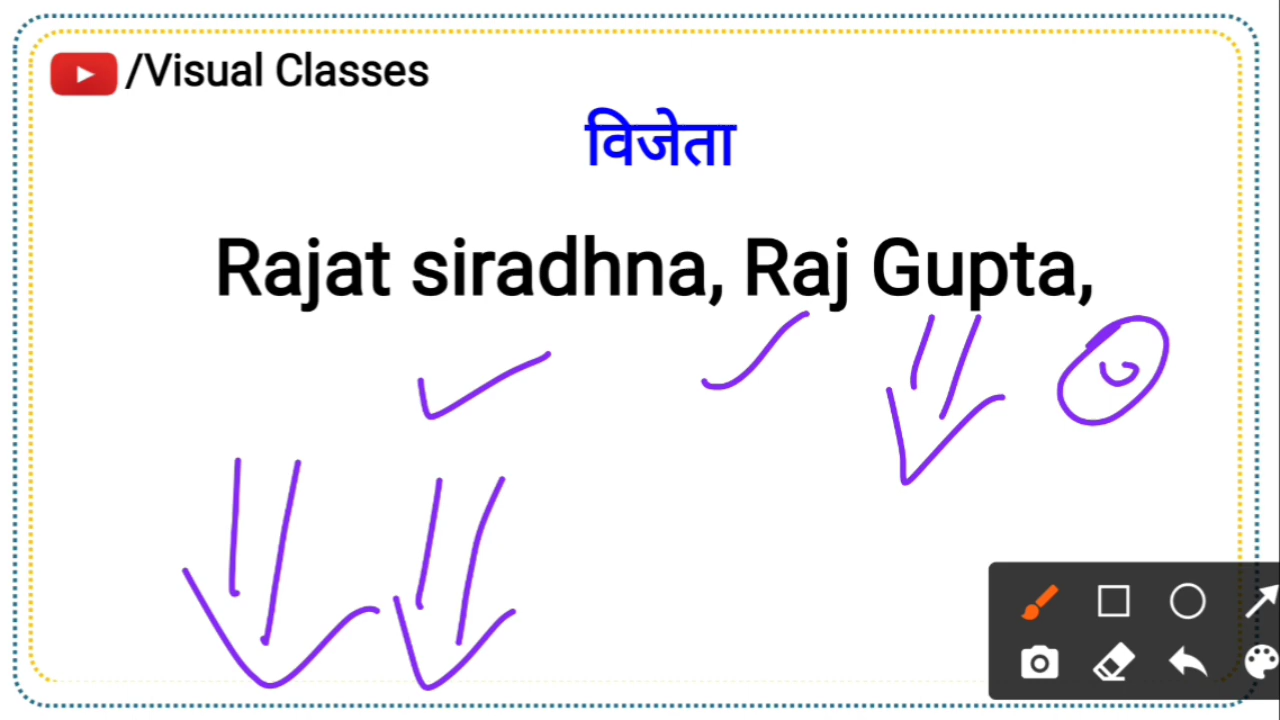 /Visual Classes
विजेता
Rajat siradhna, Raj Gupta,